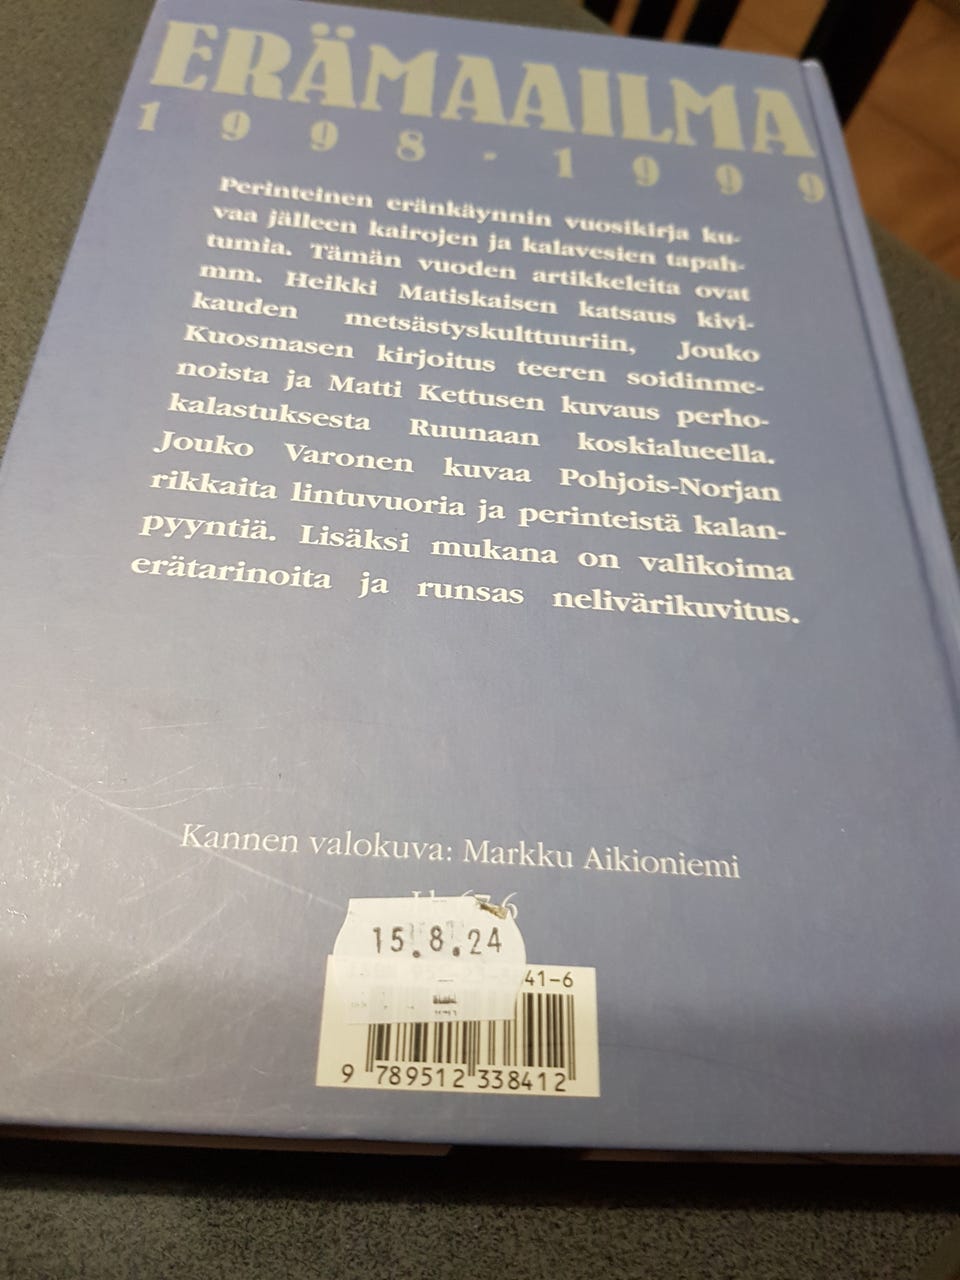 ERÄMAAILMA
1998-1999
Perinteinen eränkäynnin vuosikirja ku-
vaa jälleen kairojen ja kalavesien tapah-
tumia. Tämän vuoden artikkeleita ovat
mm. Heikki Matiskaisen katsaus kivi-
kauden metsästyskulttuuriin, Jouko
Kuosmasen kirjoitus teeren soidinme-
noista ja Matti Kettusen kuvaus perho-
kalastuksesta Ruunaan koskialueella.
Jouko Varonen kuvaa Pohjois-Norjan
rikkaita lintuvuoria ja perinteistä kalan-
pyyntiä. Lisäksi mukana on valikoima
erätarinoita ja runsas nelivärikuvitus.
Kannen valokuva: Markku Aikioniemi
15.8.24
41-6
9 789512 338412